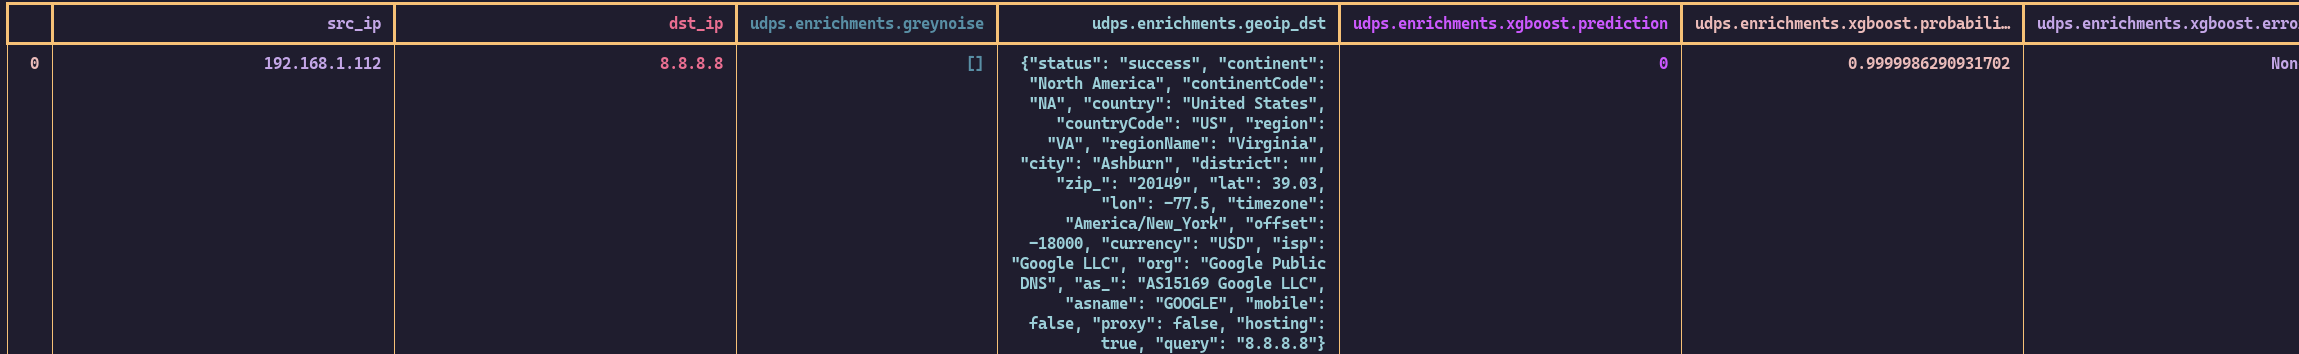 src_ip dst_ip udps.enrichments.greynoise udps.enrichments.geoip_dst udps.enrichments.xgboost.prediction udps.enrichments.xgboost.probabili… udps.enrichments.xgboost.erro
0 192.168.1.112 8.8.8.8 [] {"status": "success", "continent": 0 0.9999986290931702 Non
"North America", "continentCode":
"NA", "country": "United States",
"countryCode": "US", "region":
"VA", "regionName": "Virginia",
"city": "Ashburn", "district": "",
"zip_": "20149", "lat": 39.03,
"lon": -77.5, "timezone":
"America/New_York", "offset":
-18000, "currency": "USD", "isp":
"Google LLC", "org": "Google Public
DNS", "as_": "AS15169 Google LLC",
"asname": "GOOGLE", "mobile":
false, "proxy": false, "hosting":
true, "query": "8.8.8.8"}